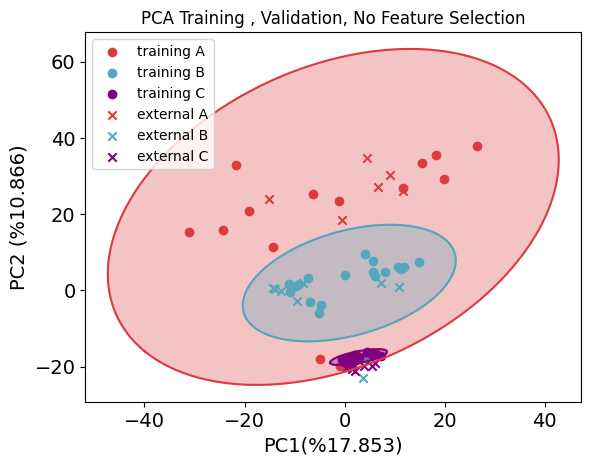 PCA Training , Validation, No Feature Selection
training A
training B
training C
external A
external B
external C
PC2 (%10.866)
60
40
20
0
−20
−40
−20
0
20
40
PC1(%17.853)